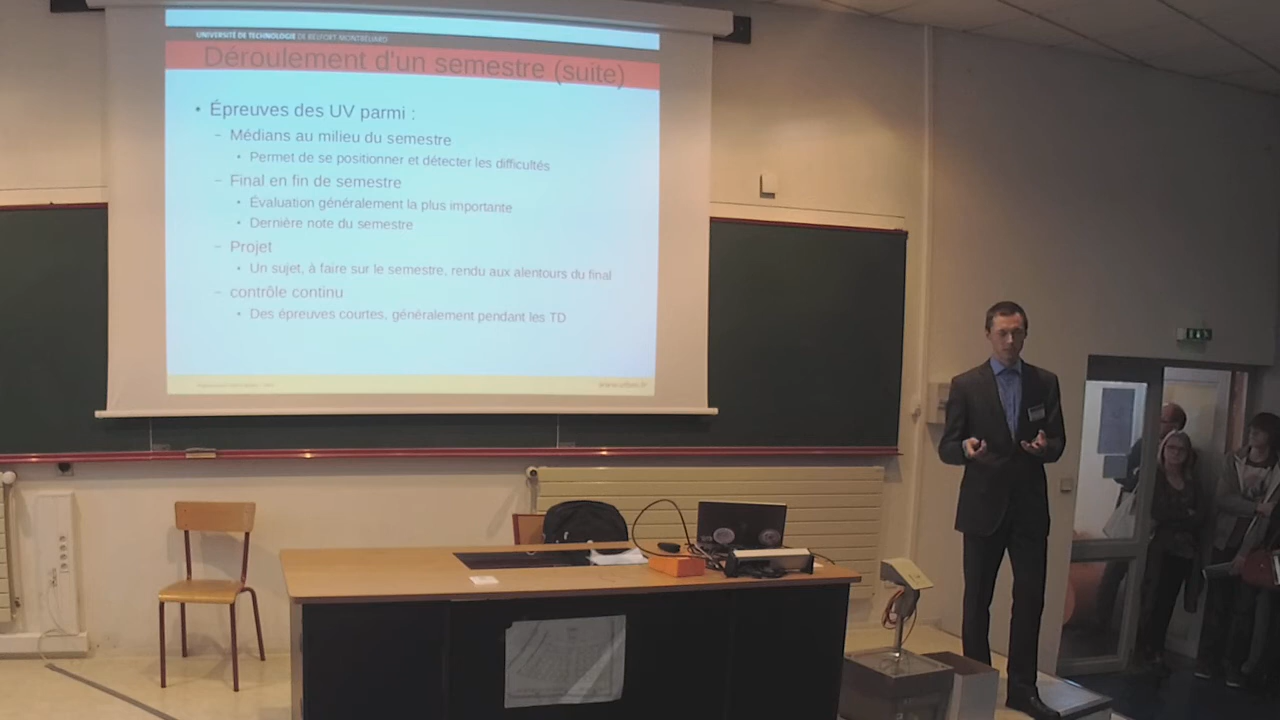 UNIVERSITÉ DE TECHNOLOGIE DE BELFORT-MONTBÉLIARD
Déroulement d'un semestre (suite)
• Épreuves des UV parmi :
– Médians au milieu du semestre
• Permet de se positionner et détecter les difficultés
– Final en fin de semestre
• Évaluation généralement la plus importante
• Dernière note du semestre
– Projet
• Un sujet, à faire sur le semestre, rendu aux alentours du final
– contrôle continu
• Des épreuves courtes, généralement pendant les TD
www.utbm.fr